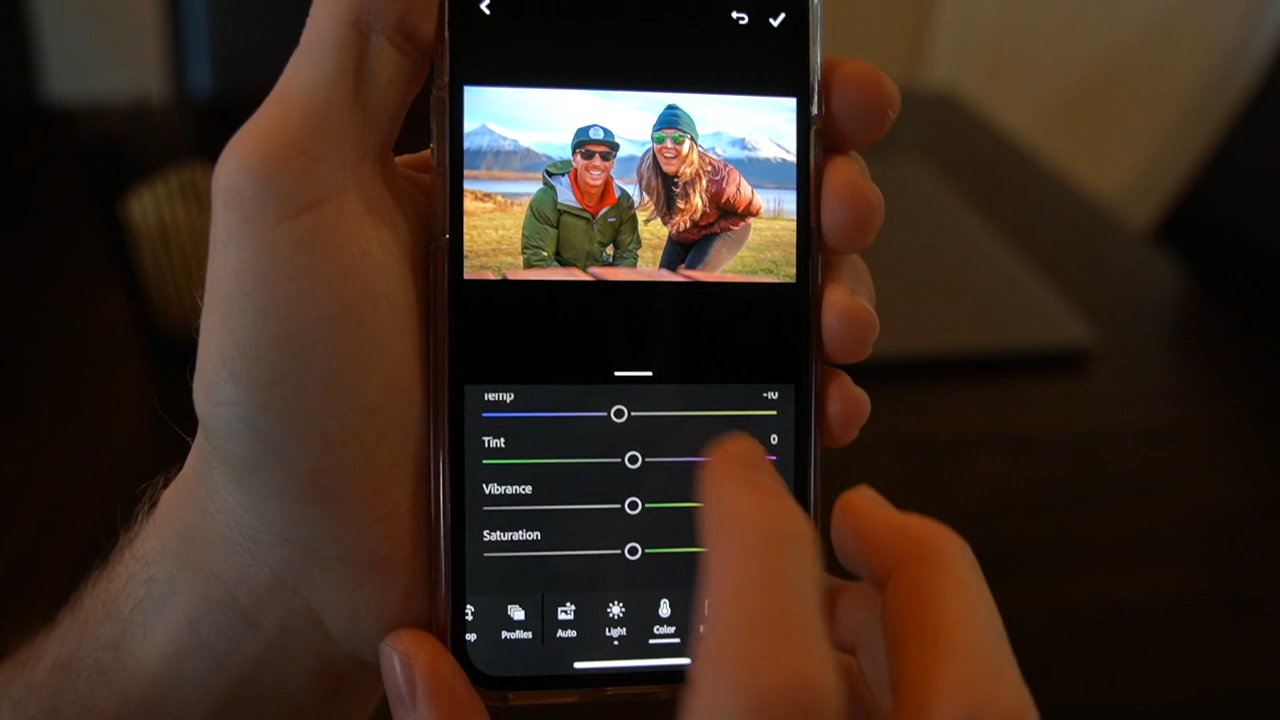 Temp -10
Tint 0
Vibrance
Saturation
Profiles Auto Light Color